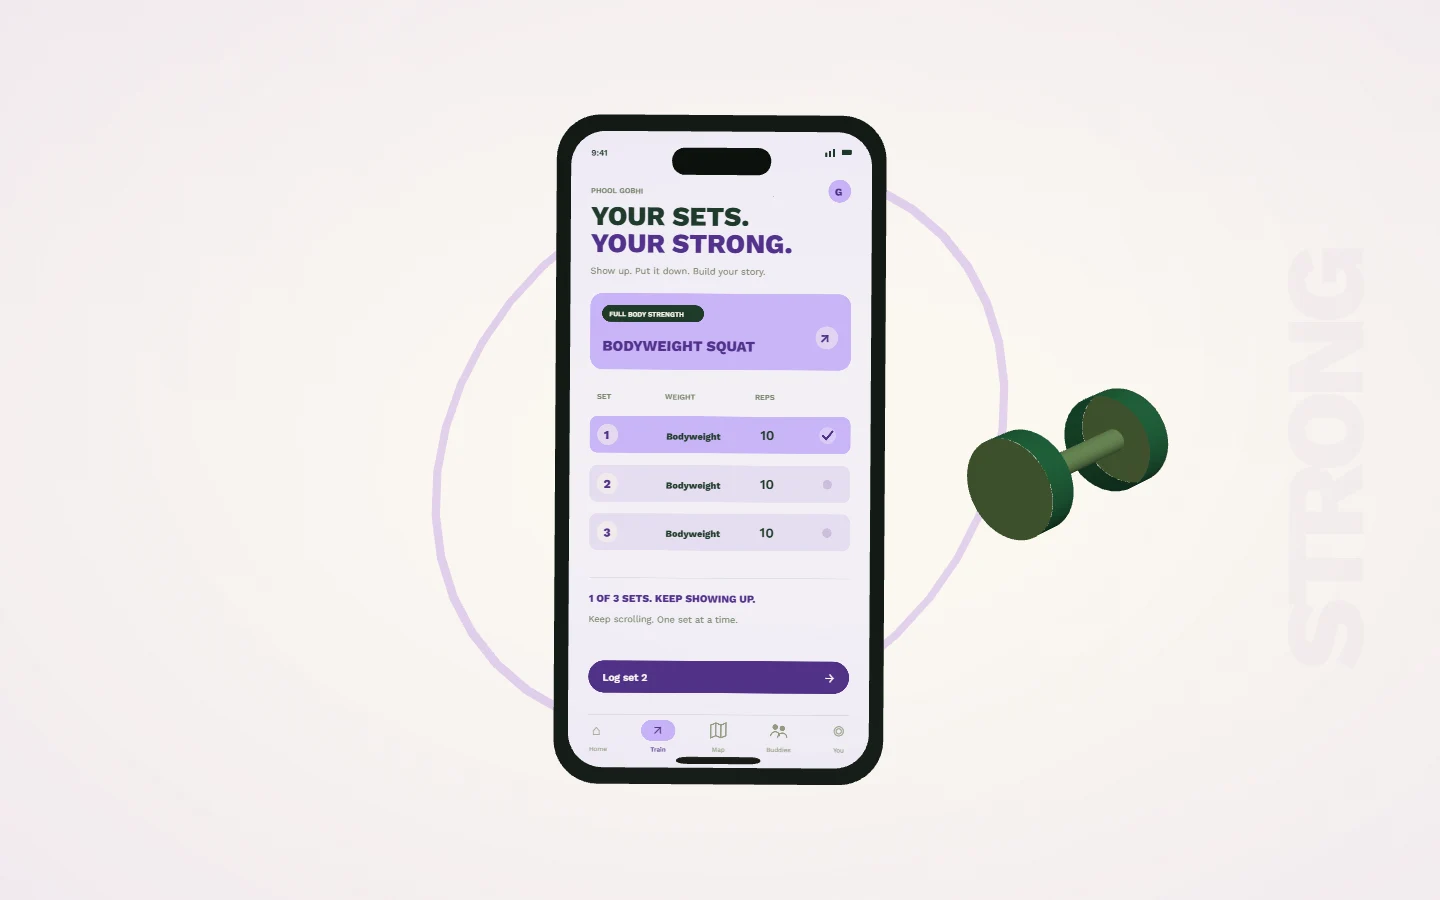 9:41
PHOOL GOBHI
G
YOUR SETS.
YOUR STRONG.
Show up. Put it down. Build your story.
FULL BODY STRENGTH
BODYWEIGHT SQUAT
SET WEIGHT REPS
1 Bodyweight 10
2 Bodyweight 10
3 Bodyweight 10
1 OF 3 SETS. KEEP SHOWING UP.
Keep scrolling. One set at a time.
Log set 2
Home Train Map Buddies You
STRONG